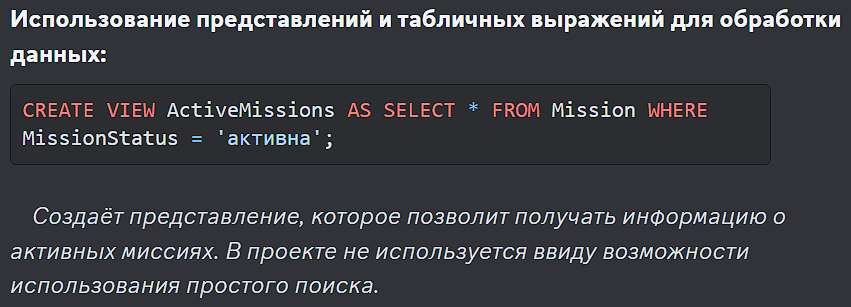 Использование представлений и табличных выражений для обработки
данных:
CREATE VIEW ActiveMissions AS SELECT * FROM Mission WHERE
MissionStatus = 'активна';
Создаёт представление, которое позволит получать информацию о
активных миссиях. В проекте не используется ввиду возможности
использования простого поиска.